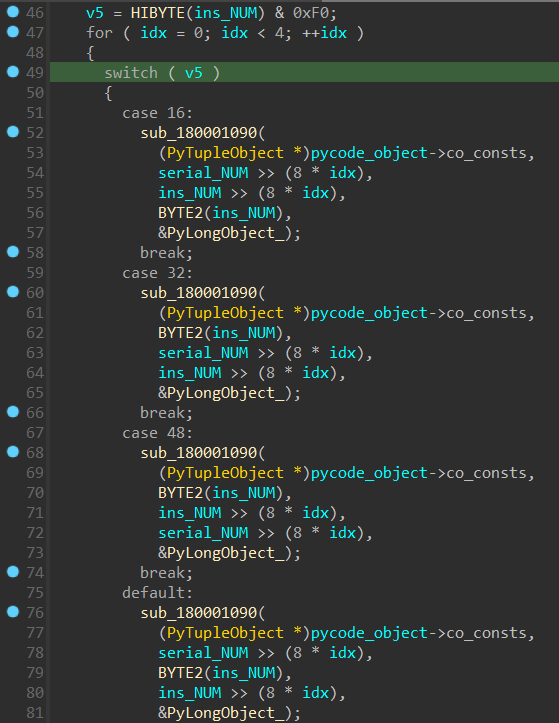 46 v5 = HIBYTE(ins_NUM) & 0xF0;
47 for ( idx = 0; idx < 4; ++idx )
48 {
49 switch ( v5 )
50 {
51 case 16:
52 sub_180001090(
53 (PyTupleObject *)pycode_object->co_consts,
54 serial_NUM >> (8 * idx),
55 ins_NUM >> (8 * idx),
56 BYTE2(ins_NUM),
57 &PyLongObject_);
58 break;
59 case 32:
60 sub_180001090(
61 (PyTupleObject *)pycode_object->co_consts,
62 BYTE2(ins_NUM),
63 serial_NUM >> (8 * idx),
64 ins_NUM >> (8 * idx),
65 &PyLongObject_);
66 break;
67 case 48:
68 sub_180001090(
69 (PyTupleObject *)pycode_object->co_consts,
70 BYTE2(ins_NUM),
71 ins_NUM >> (8 * idx),
72 serial_NUM >> (8 * idx),
73 &PyLongObject_);
74 break;
75 default:
76 sub_180001090(
77 (PyTupleObject *)pycode_object->co_consts,
78 serial_NUM >> (8 * idx),
79 BYTE2(ins_NUM),
80 ins_NUM >> (8 * idx),
81 &PyLongObject_);